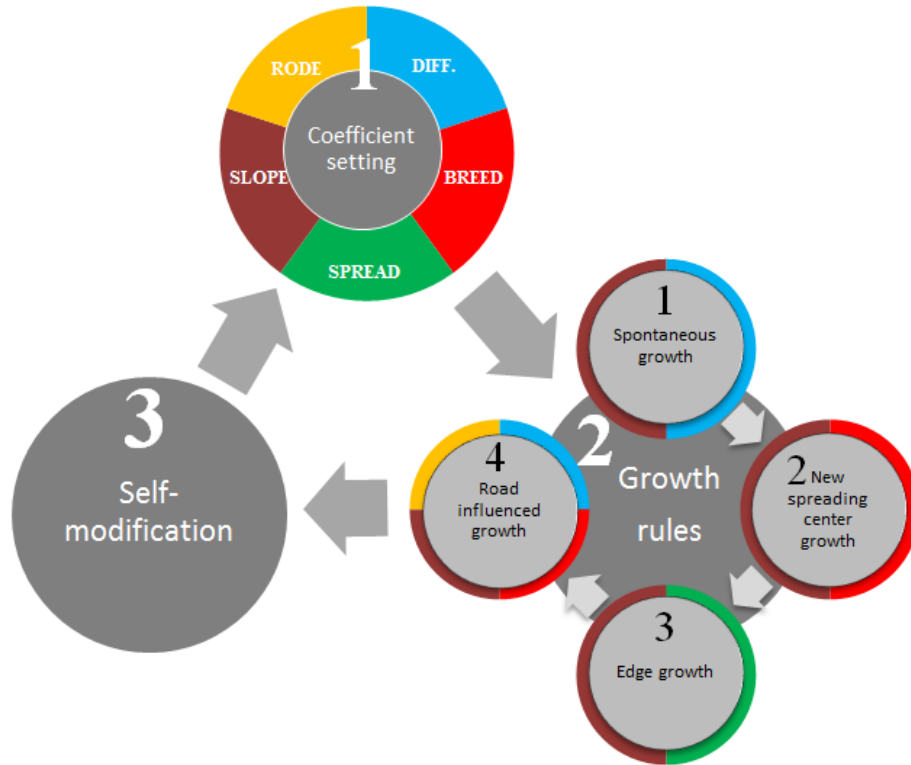 1
RODE
DIFF.
Coefficient
setting
SLOPE
BREED
SPREAD
1
Spontaneous
growth
2
Growth
rules
2 New
spreading
center
growth
3
Edge growth
4
Road
influenced
growth
3
Self-
modification